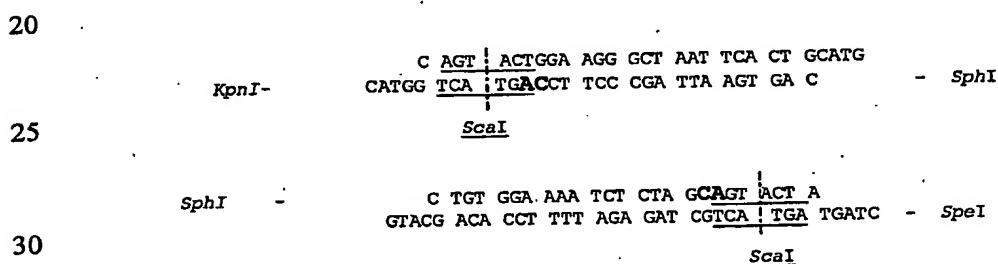 20
C AGT ACTGGA AGG GCT AAT TCA CT GCATG
KpnI- CATGG TCA TGACCT TCC CGA TTA AGT GA C - SphI
ScaI
25
SphI - C TGT GGA AAA TCT CTA GCAGT ACT A
GTACG ACA CCT TTT AGA GAT CGTCA TGA TGATC - SpeI
30
ScaI